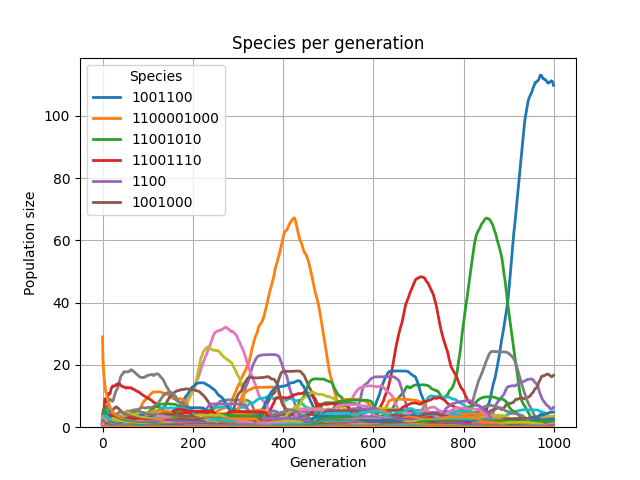 Species per generation
Species
1001100
1100001000
11001010
11001110
1100
1001000
Population size
100
80
60
40
20
0
0 200 400 600 800 1000
Generation